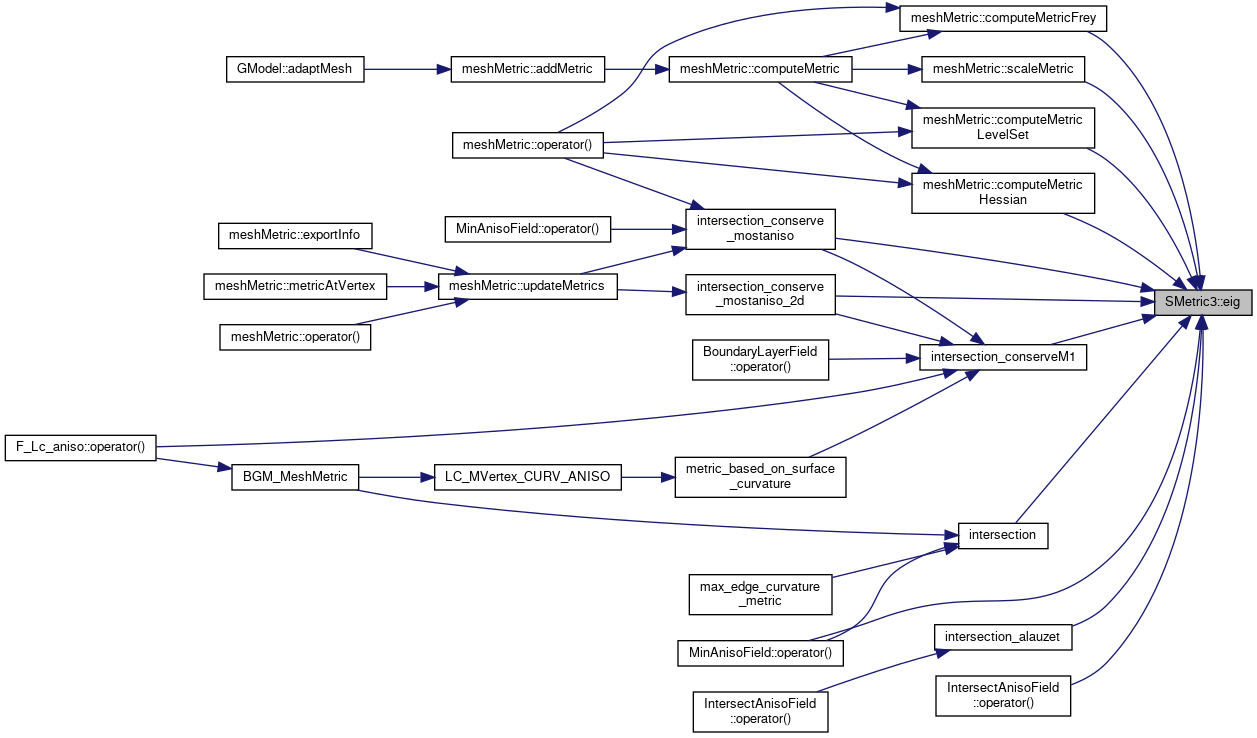 meshMetric::computeMetricFrey
GModel::adaptMesh
meshMetric::addMetric
meshMetric::computeMetric
meshMetric::scaleMetric
meshMetric::computeMetric
LevelSet
meshMetric::operator()
meshMetric::computeMetric
Hessian
intersection_conserve
_mostaniso
MinAnisoField::operator()
meshMetric::exportInfo
meshMetric::metricAtVertex
meshMetric::updateMetrics
intersection_conserve
_mostaniso_2d
SMetric3::eig
meshMetric::operator()
BoundaryLayerField
::operator()
intersection_conserveM1
F_Lc_aniso::operator()
BGM_MeshMetric
LC_MVertex_CURV_ANISO
metric_based_on_surface
_curvature
intersection
max_edge_curvature
_metric
MinAnisoField::operator()
intersection_alauzet
IntersectAnisoField
::operator()
IntersectAnisoField
::operator()